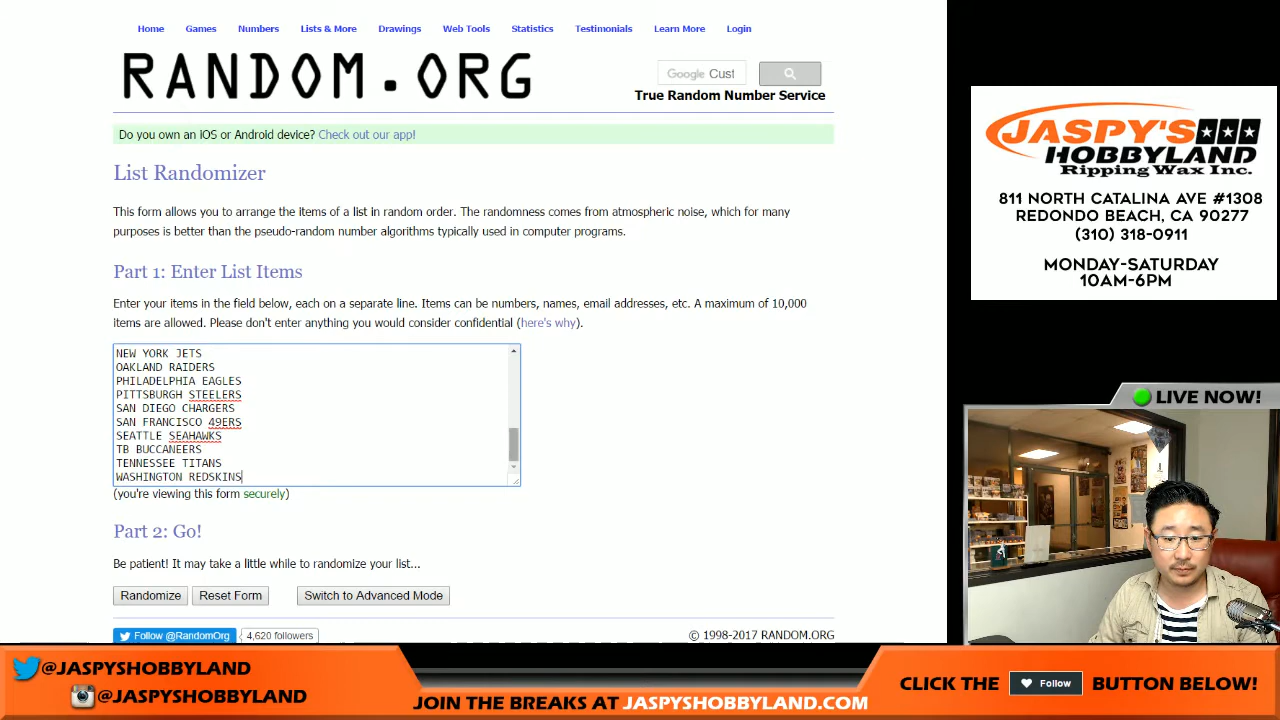 Home Games Numbers Lists & More Drawings Web Tools Statistics Testimonials Learn More Login
RANDOM.ORG
Google Cust
True Random Number Service
Do you own an iOS or Android device? Check out our app!
List Randomizer
This form allows you to arrange the items of a list in random order. The randomness comes from atmospheric noise, which for many
purposes is better than the pseudo-random number algorithms typically used in computer programs.
Part 1: Enter List Items
Enter your items in the field below, each on a separate line. Items can be numbers, names, email addresses, etc. A maximum of 10,000
items are allowed. Please don't enter anything you would consider confidential (here's why).
NEW YORK JETS
OAKLAND RAIDERS
PHILADELPHIA EAGLES
PITTSBURGH STEELERS
SAN DIEGO CHARGERS
SAN FRANCISCO 49ERS
SEATTLE SEAHAWKS
TB BUCCANEERS
TENNESSEE TITANS
WASHINGTON REDSKINS
(you're viewing this form securely)
Part 2: Go!
Be patient! It may take a little while to randomize your list...
Randomize Reset Form Switch to Advanced Mode
Follow @RandomOrg 4,620 followers
© 1998-2017 RANDOM.ORG
JASPY'S
HOBBYLAND
Ripping Wax Inc.
811 NORTH CATALINA AVE #1308
REDONDO BEACH, CA 90277
(310) 318-0911
MONDAY-SATURDAY
10AM-6PM
LIVE NOW!
@JASPYSHOBBYLAND
@JASPYSHOBBYLAND
JOIN THE BREAKS AT JASPYSHOBBYLAND.COM
CLICK THE Follow BUTTON BELOW!